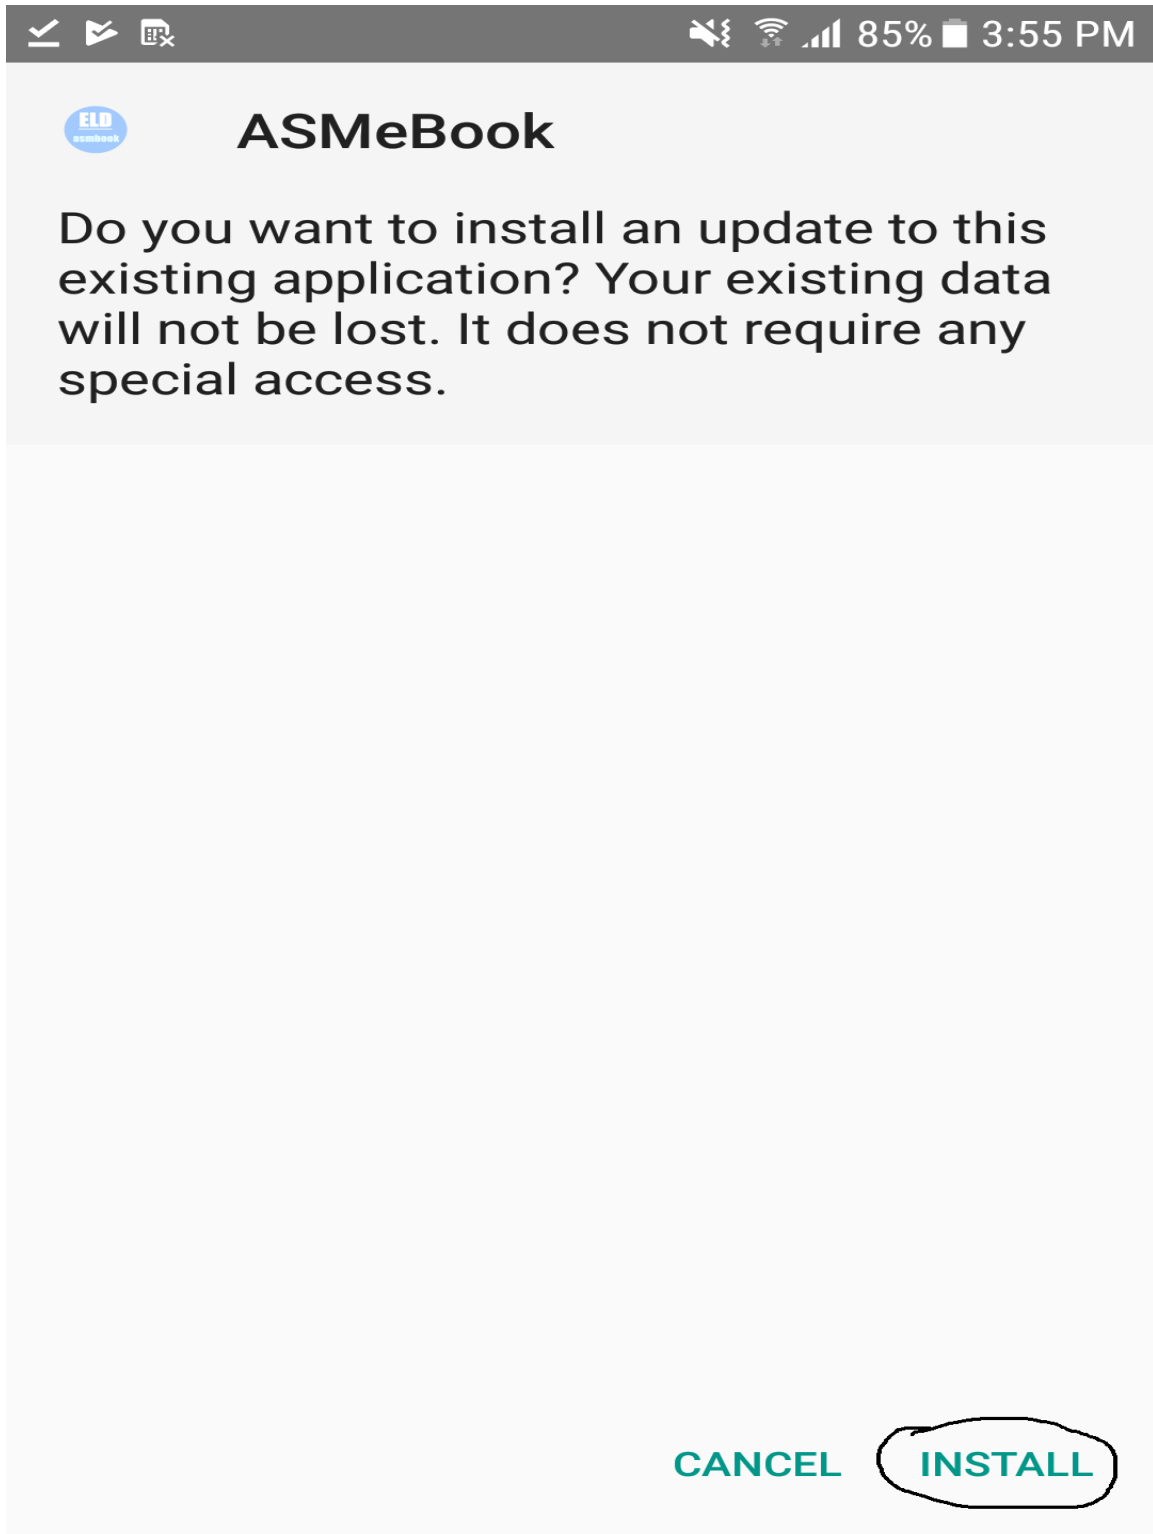 85% 3:55 PM
ELD
asmbook
ASMeBook
Do you want to install an update to this
existing application? Your existing data
will not be lost. It does not require any
special access.
CANCEL INSTALL